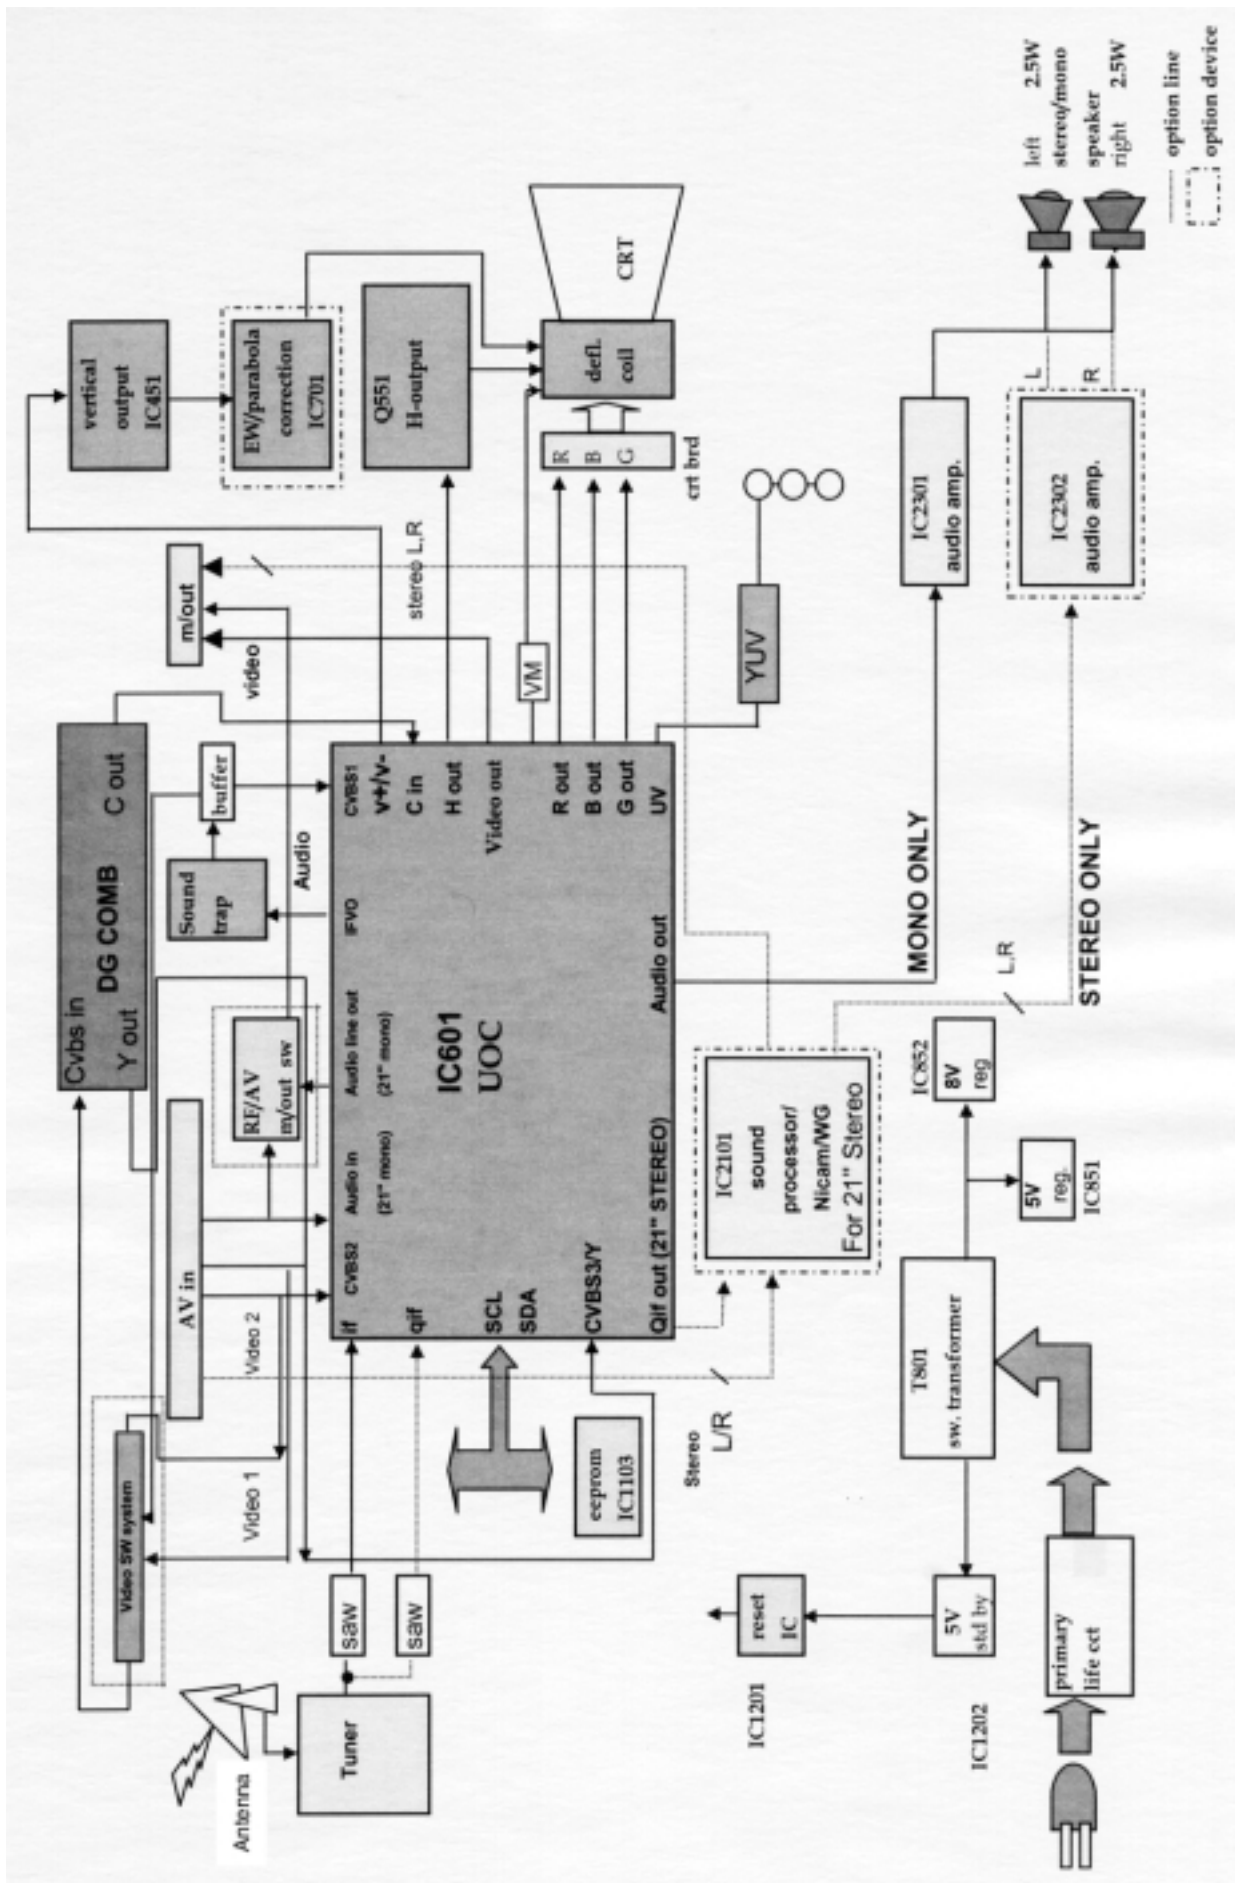 Antenna
Tuner
saw
saw
Video SW system
Video 1
Video 2
AV in
Cvbs in
Y out
DG COMB
C out
RF/AV
m/out sw
Sound
trap
buffer
Audio
video
m/out
vertical
output
IC451
EW/parabola
correction
IC701
Q551
H-output
stereo L,R
if
CVBS2
Audio in
(21" mono)
Audio line out
(21" mono)
IFVO
CVBS1
qif
SCL
SDA
CVBS3/Y
Qif out (21" STEREO)
IC601
UOC
Audio out
V+/V-
C in
H out
Video out
R out
B out
G out
UV
VM
R
B
G
crt brd
defl.
coil
CRT
YUV
eeprom
IC1103
Stereo
L/R
IC2101
sound
processor/
Nicam/WG
For 21" Stereo
MONO ONLY
L,R
STEREO ONLY
IC2301
audio amp.
IC2302
audio amp.
L
R
left 2.5W
stereo/mono
speaker
right 2.5W
option line
option device
IC1201
reset
IC
IC1202
5V
std by
primary
life cct
T801
sw. transformer
5V
reg.
IC851
IC852
8V
reg